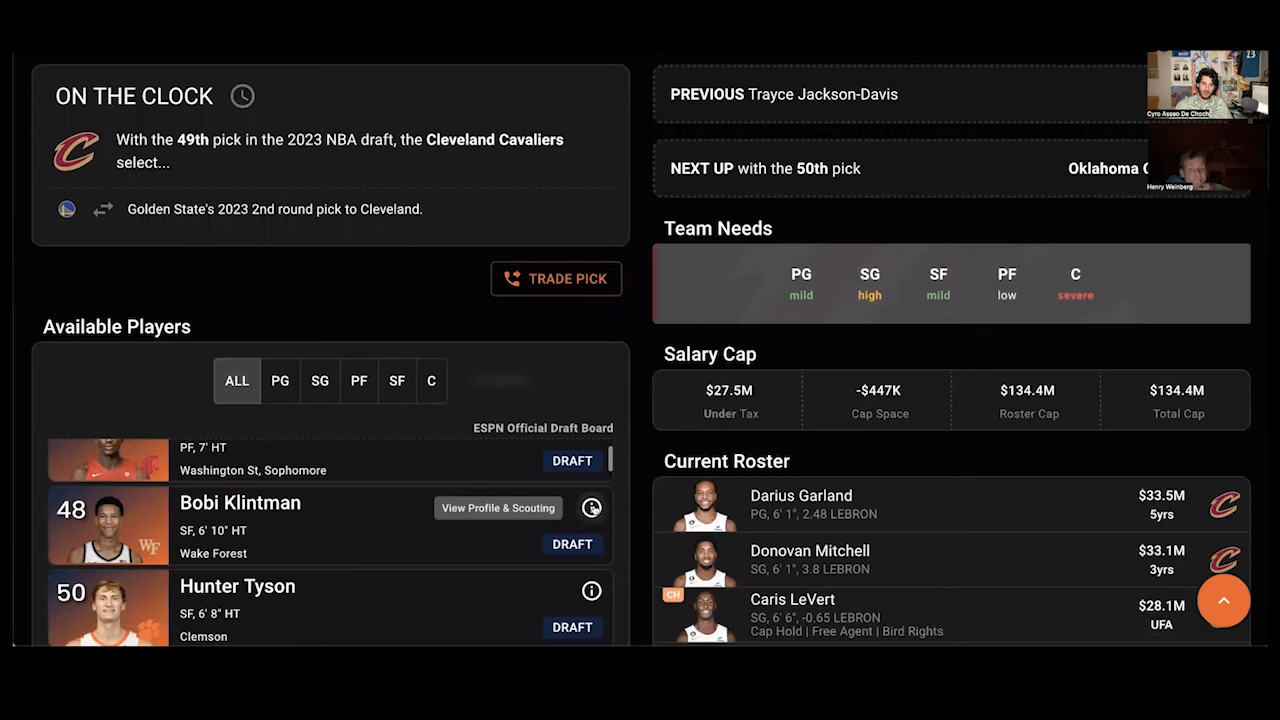 ON THE CLOCK
With the 49th pick in the 2023 NBA draft, the Cleveland Cavaliers
select...
Golden State's 2023 2nd round pick to Cleveland.
TRADE PICK
Available Players
ALL PG SG PF SF C
ESPN Official Draft Board
PF, 7' HT
Washington St, Sophomore
DRAFT
48
Bobi Klintman
SF, 6' 10" HT
Wake Forest
WF
View Profile & Scouting
DRAFT
50
Hunter Tyson
SF, 6' 8" HT
Clemson
DRAFT
PREVIOUS Trayce Jackson-Davis
NEXT UP with the 50th pick
Oklahoma
23
Cyro Asseo De Choch
Henry Weinberg
Team Needs
PG SG SF PF C
mild high mild low severe
Salary Cap
$27.5M -$447K $134.4M $134.4M
Under Tax Cap Space Roster Cap Total Cap
Current Roster
Darius Garland
PG, 6' 1", 2.48 LEBRON
$33.5M
5yrs
Donovan Mitchell
SG, 6' 1", 3.8 LEBRON
$33.1M
3yrs
CH
Caris LeVert
SG, 6' 6", -0.65 LEBRON
Cap Hold | Free Agent | Bird Rights
$28.1M
UFA